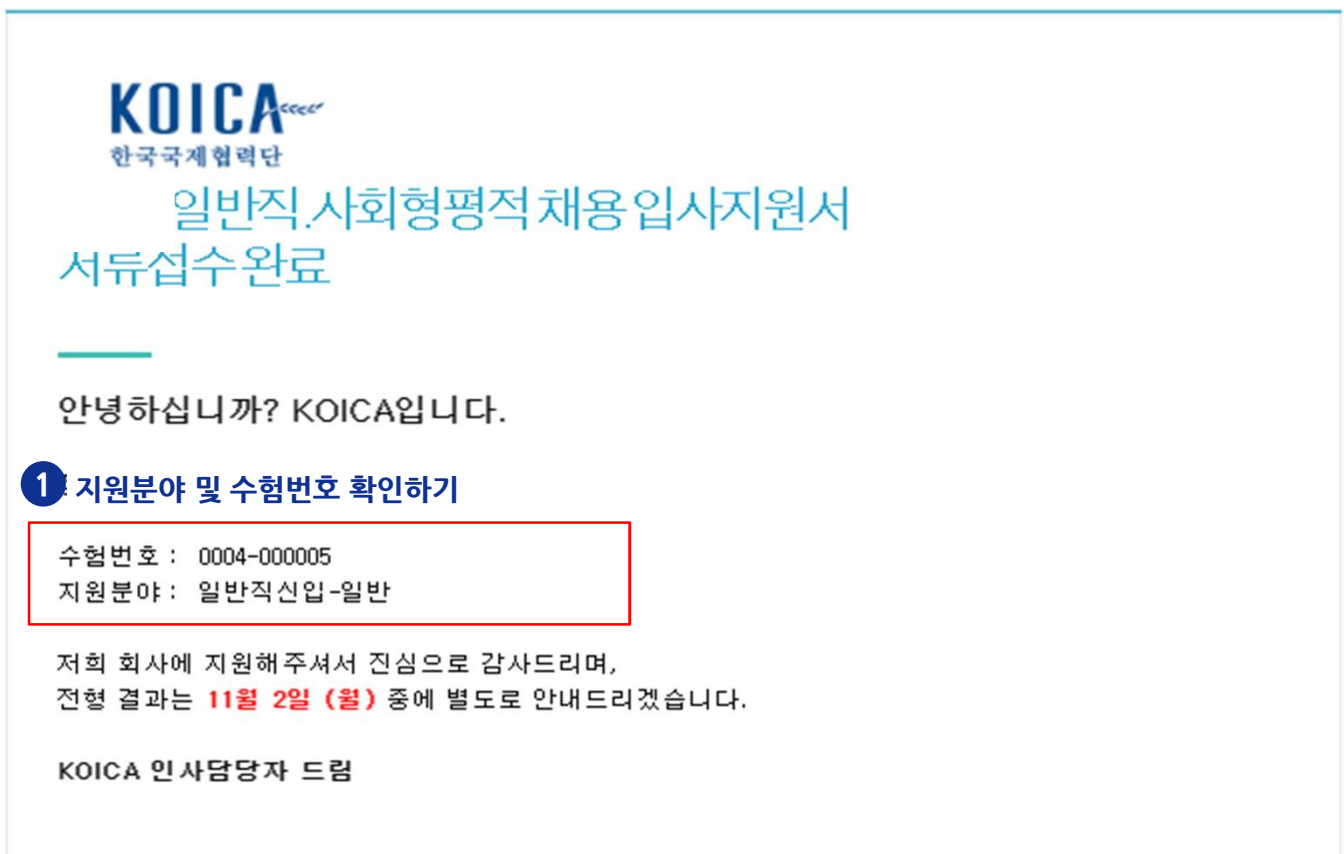 KOICA
한국국제협력단
일반직.사회형평적 채용 입사지원서
서류접수완료
안녕하십니까? KOICA입니다.
1 지원분야 및 수험번호 확인하기
수험번호 : 0004-000005
지원분야 : 일반직신입-일반
저희 회사에 지원해주셔서 진심으로 감사드리며,
전형 결과는 11월 2일 (월) 중에 별도로 안내드리겠습니다.
KOICA 인사담당자 드림